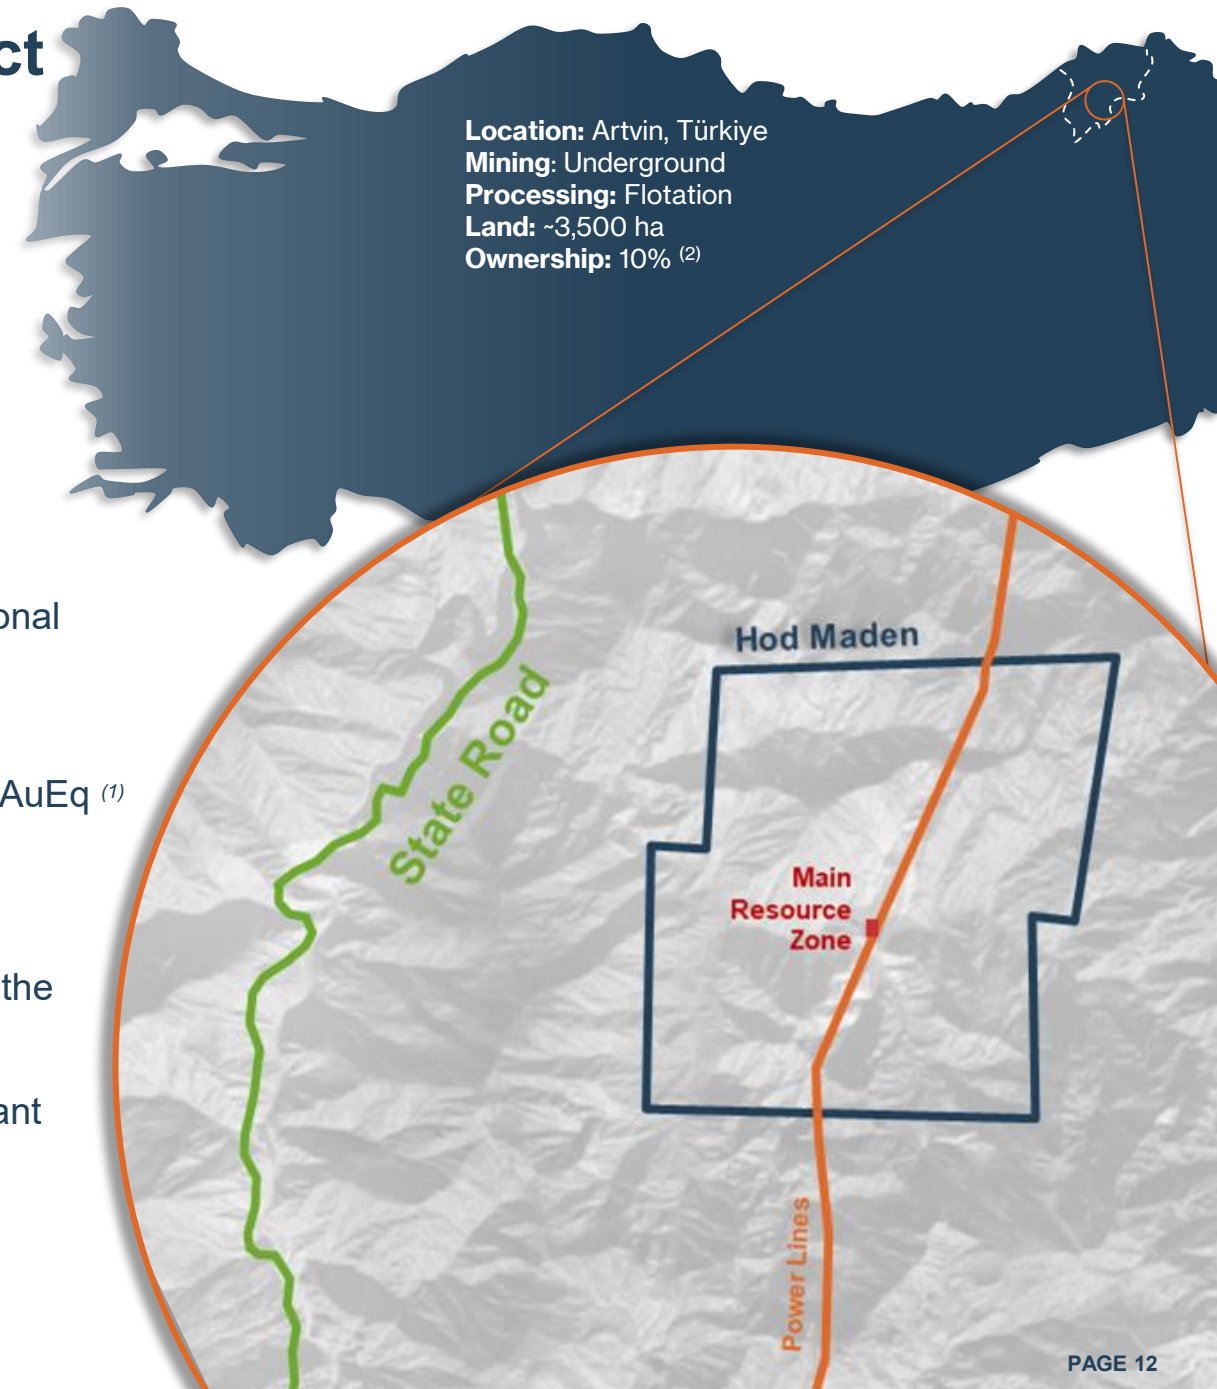 ct
Location: Artvin, Türkiye
Mining: Underground
Processing: Flotation
Land: ~3,500 ha
Ownership: 10% (2)
onal
AuEq (1)
the
ant
Hod Maden
State Road
Main
Resource
Zone
Power Lines
PAGE 12